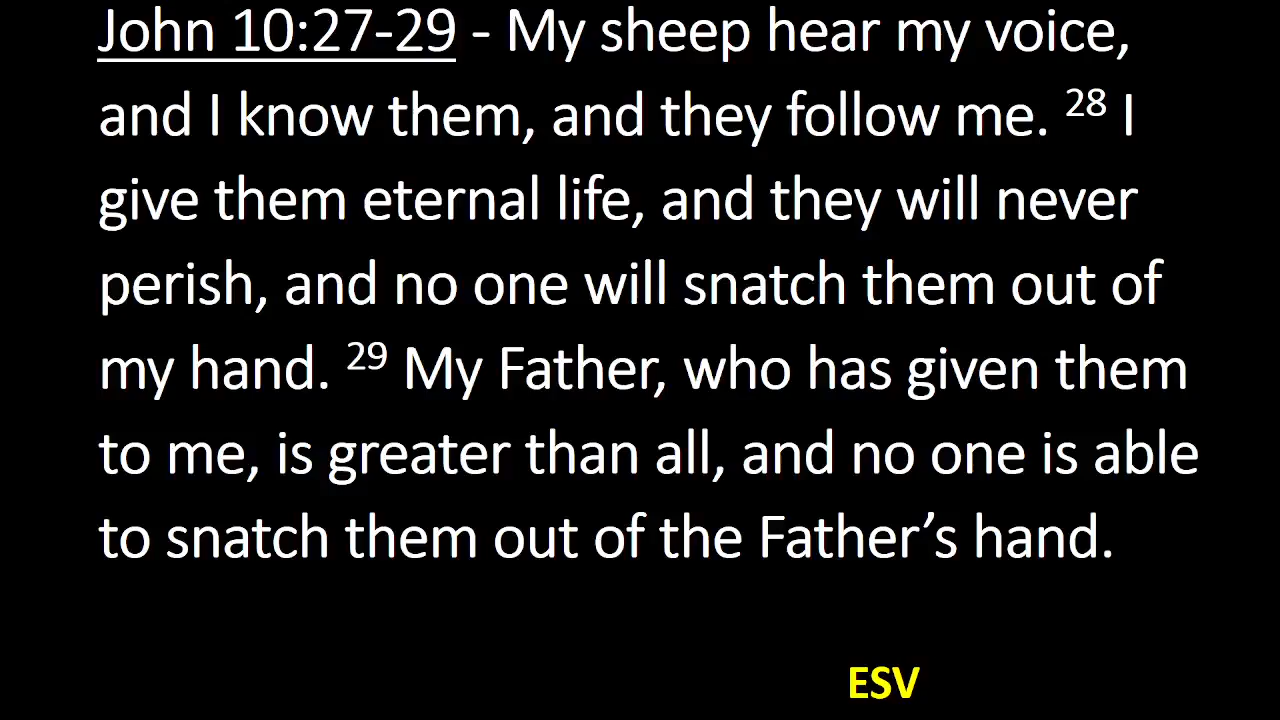 John 10:27-29 - My sheep hear my voice,
and I know them, and they follow me. 28 I
give them eternal life, and they will never
perish, and no one will snatch them out of
my hand. 29 My Father, who has given them
to me, is greater than all, and no one is able
to snatch them out of the Father’s hand.
ESV